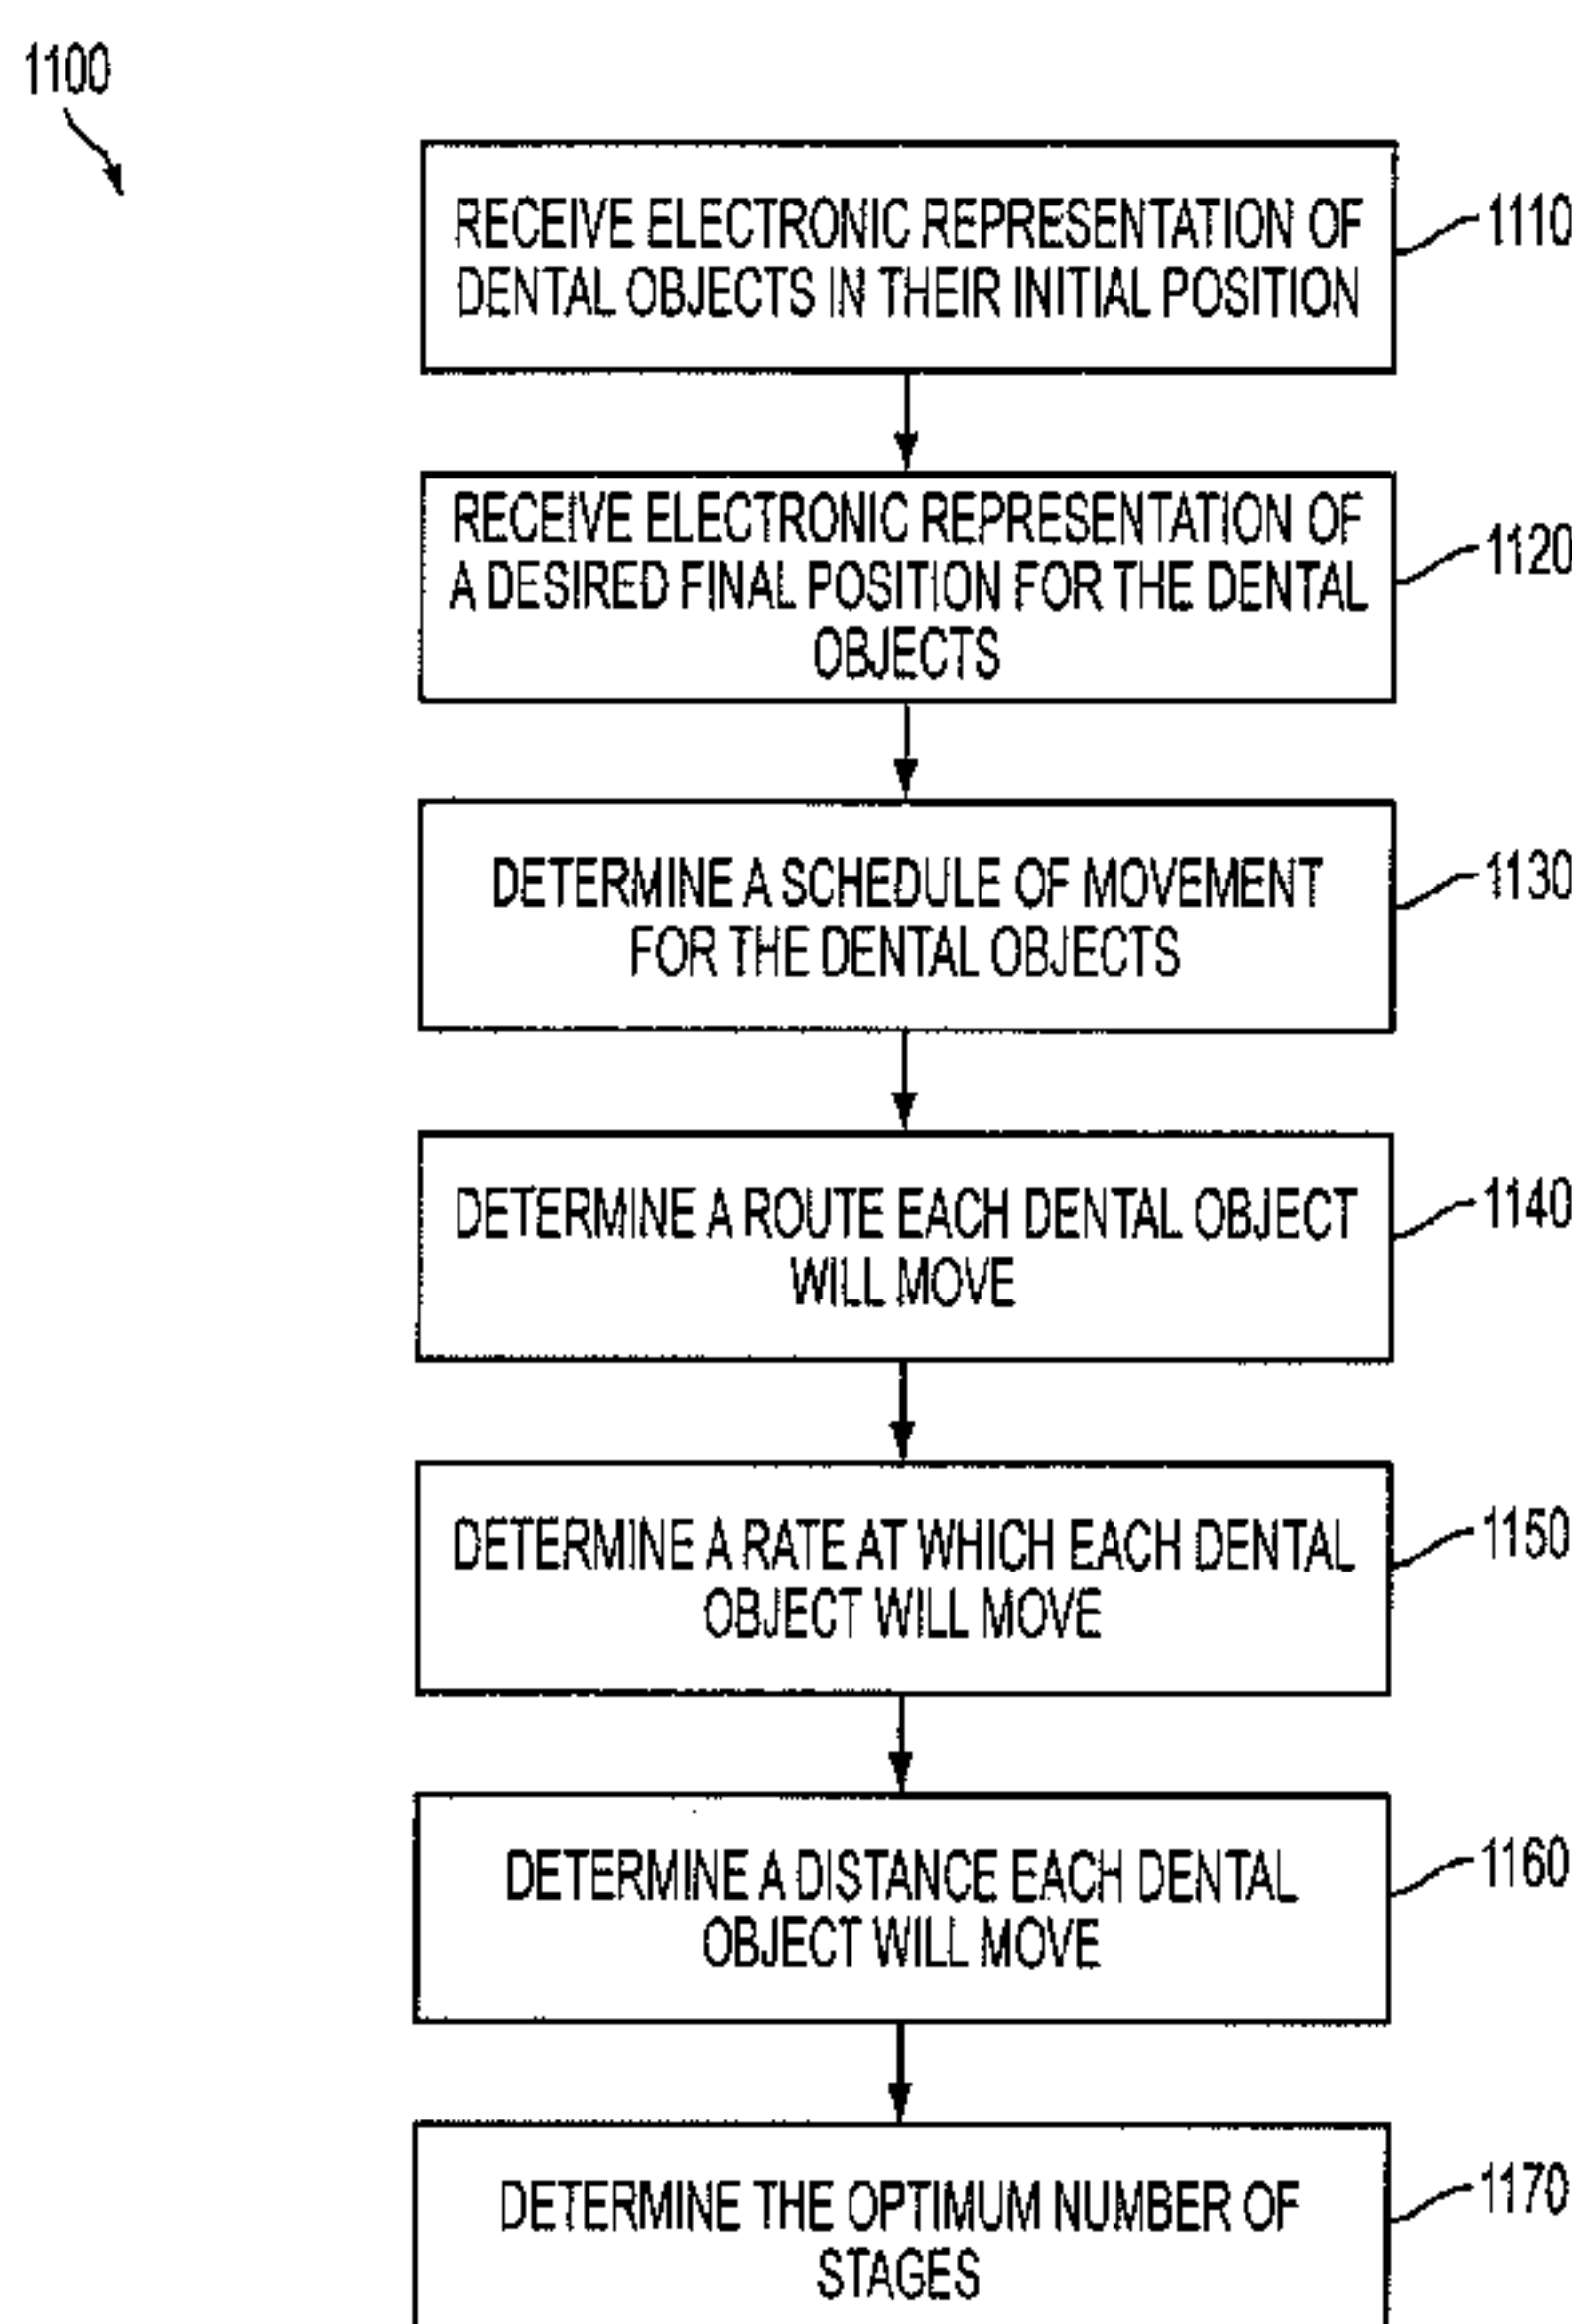 1100
RECEIVE ELECTRONIC REPRESENTATION OF
DENTAL OBJECTS IN THEIR INITIAL POSITION
1110
RECEIVE ELECTRONIC REPRESENTATION OF
A DESIRED FINAL POSITION FOR THE DENTAL
OBJECTS
1120
DETERMINE A SCHEDULE OF MOVEMENT
FOR THE DENTAL OBJECTS
1130
DETERMINE A ROUTE EACH DENTAL OBJECT
WILL MOVE
1140
DETERMINE A RATE AT WHICH EACH DENTAL
OBJECT WILL MOVE
1150
DETERMINE A DISTANCE EACH DENTAL
OBJECT WILL MOVE
1160
DETERMINE THE OPTIMUM NUMBER OF
STAGES
1170